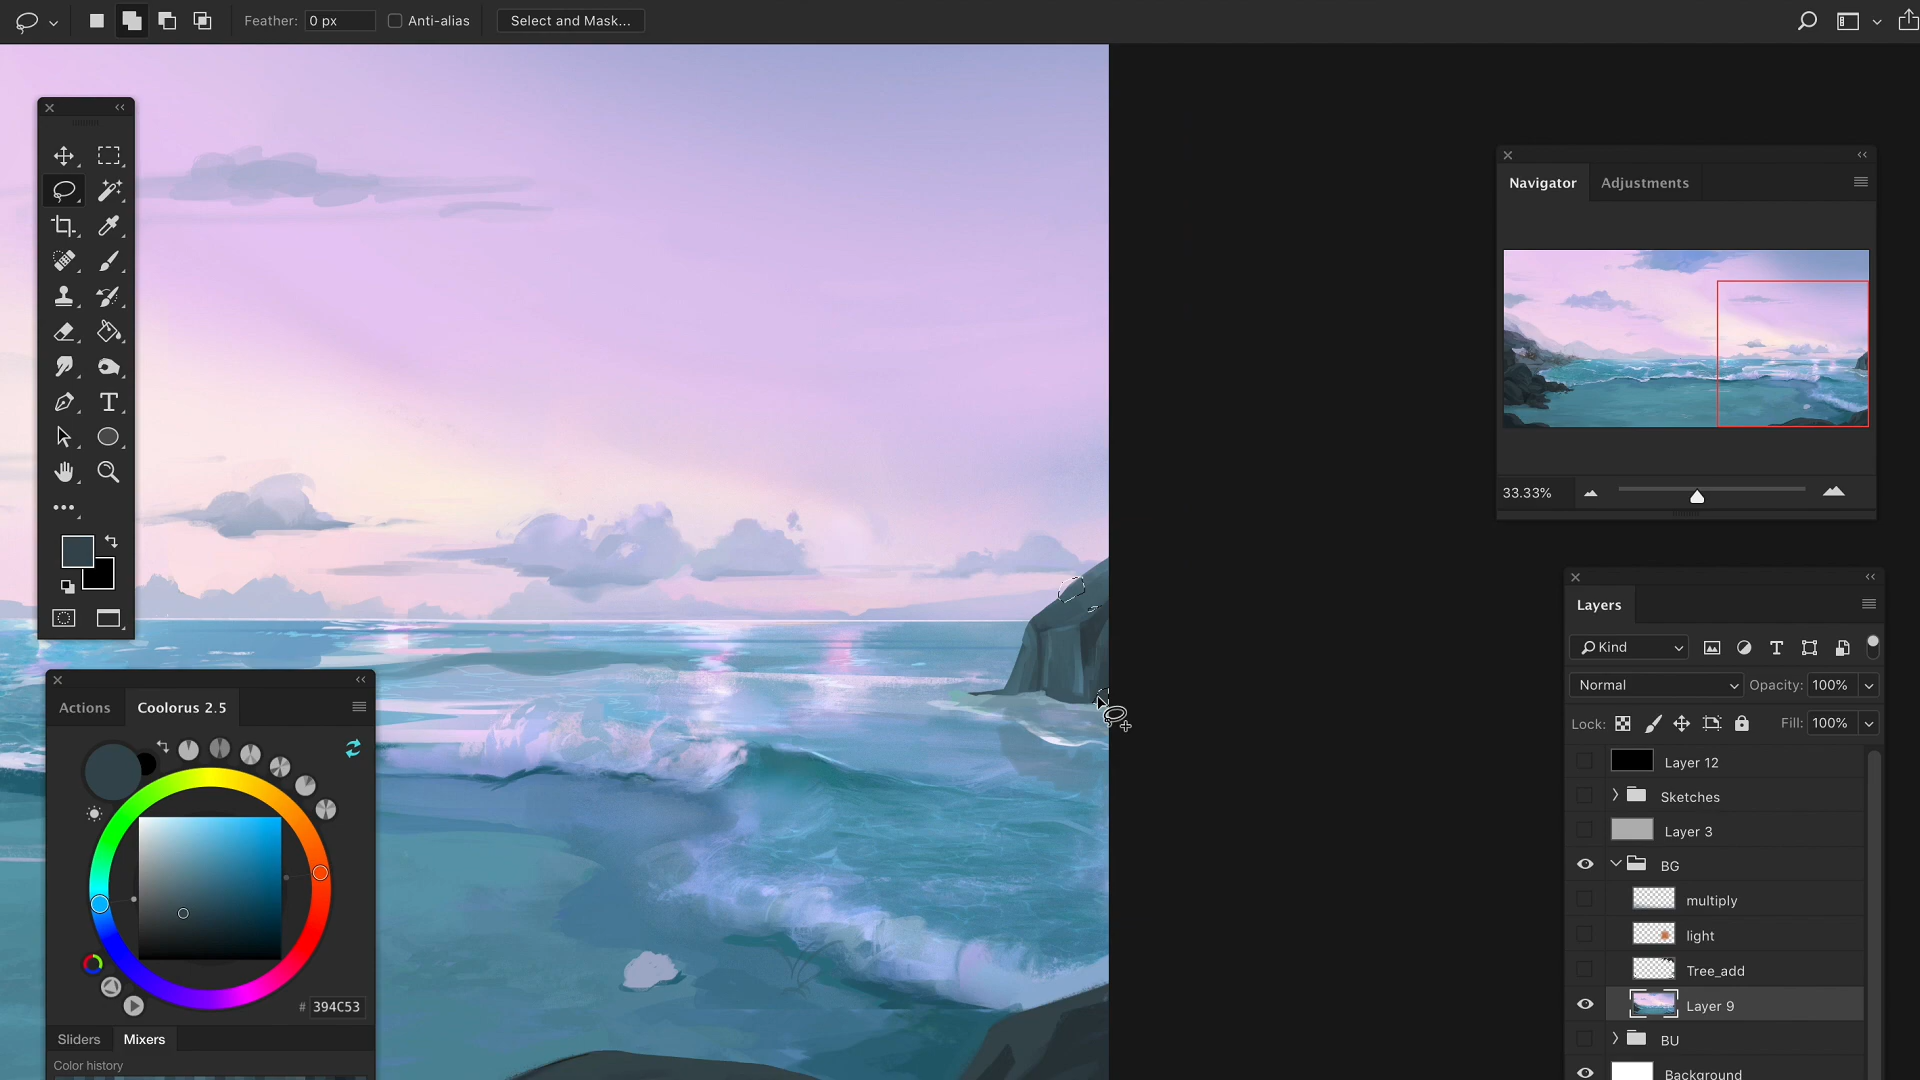 Feather: 0 px Anti-alias Select and Mask...
Navigator Adjustments
33.33%
Layers
Kind
Normal Opacity: 100%
Lock: Fill: 100%
Layer 12
Sketches
Layer 3
BG
multiply
light
Tree_add
Layer 9
BU
Background
Actions Coolorus 2.5
# 394C53
Sliders Mixers
Color history